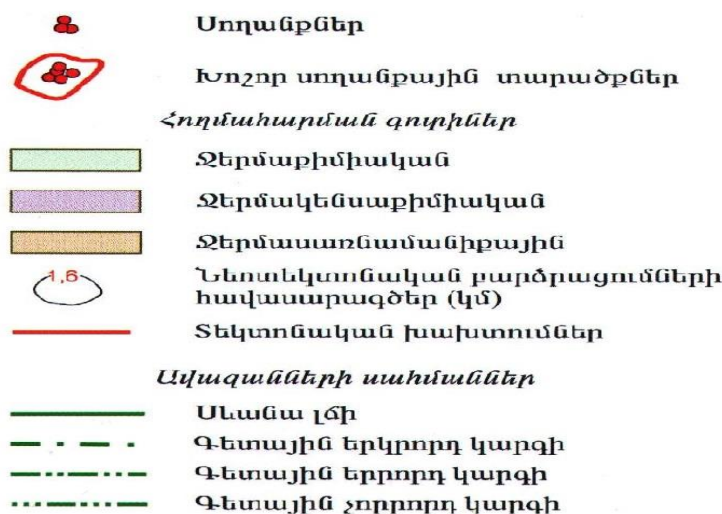 Սողանքներ
Խոշոր սողանքային տարածքներ
Հողմահարման գոտիներ
Ջերմաքիմիական
Ջերմակենսաքիմիական
Ջերմասառնամանիքային
1,6
Նեոտեկտոնական բարձրացումների
հավասարագծեր (կմ)
Տեկտոնական խախտումներ
Ավազանների սահմաններ
Սևանա լճի
Գետային երկրորդ կարգի
Գետային երրորդ կարգի
Գետային չորրորդ կարգի